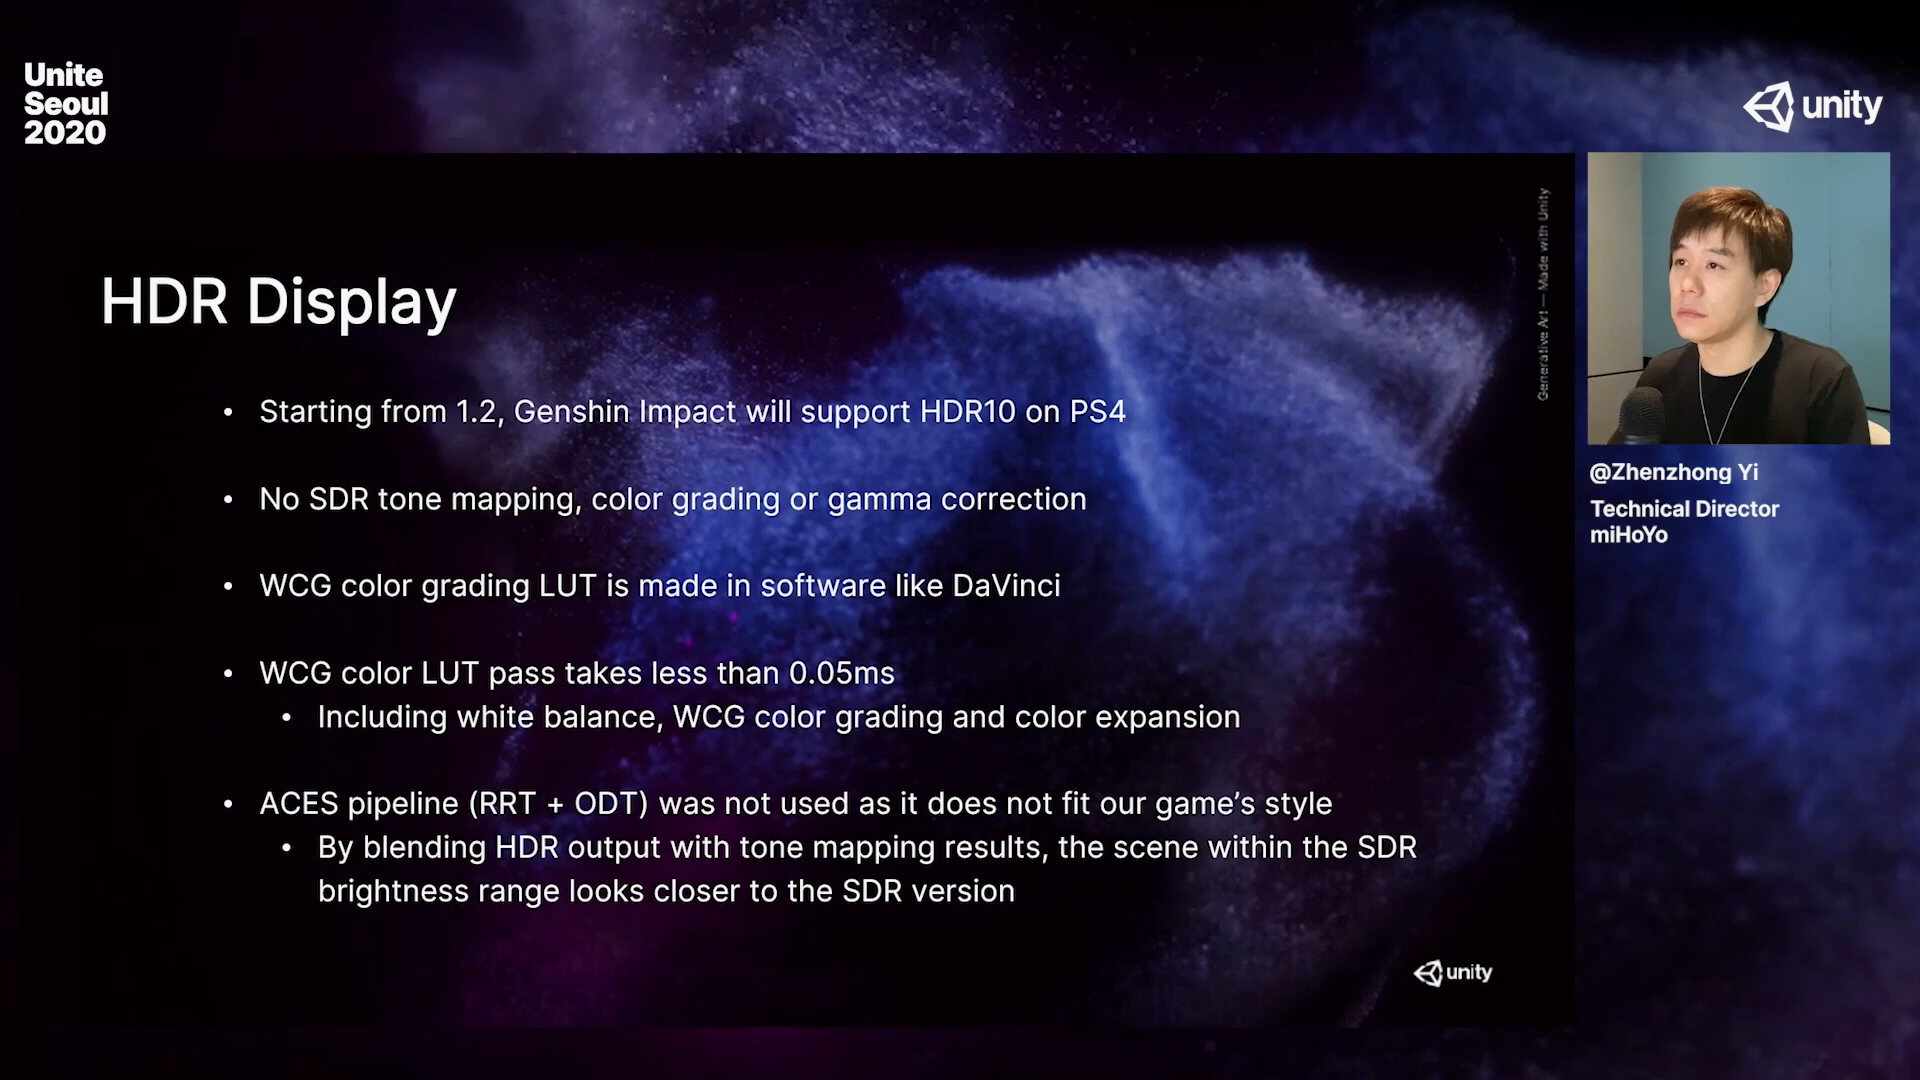 Unite
Seoul
2020
unity
Generative Art — Made with Unity
HDR Display
• Starting from 1.2, Genshin Impact will support HDR10 on PS4
• No SDR tone mapping, color grading or gamma correction
• WCG color grading LUT is made in software like DaVinci
• WCG color LUT pass takes less than 0.05ms
• Including white balance, WCG color grading and color expansion
• ACES pipeline (RRT + ODT) was not used as it does not fit our game’s style
• By blending HDR output with tone mapping results, the scene within the SDR
brightness range looks closer to the SDR version
unity
@Zhenzhong Yi
Technical Director
miHoYo